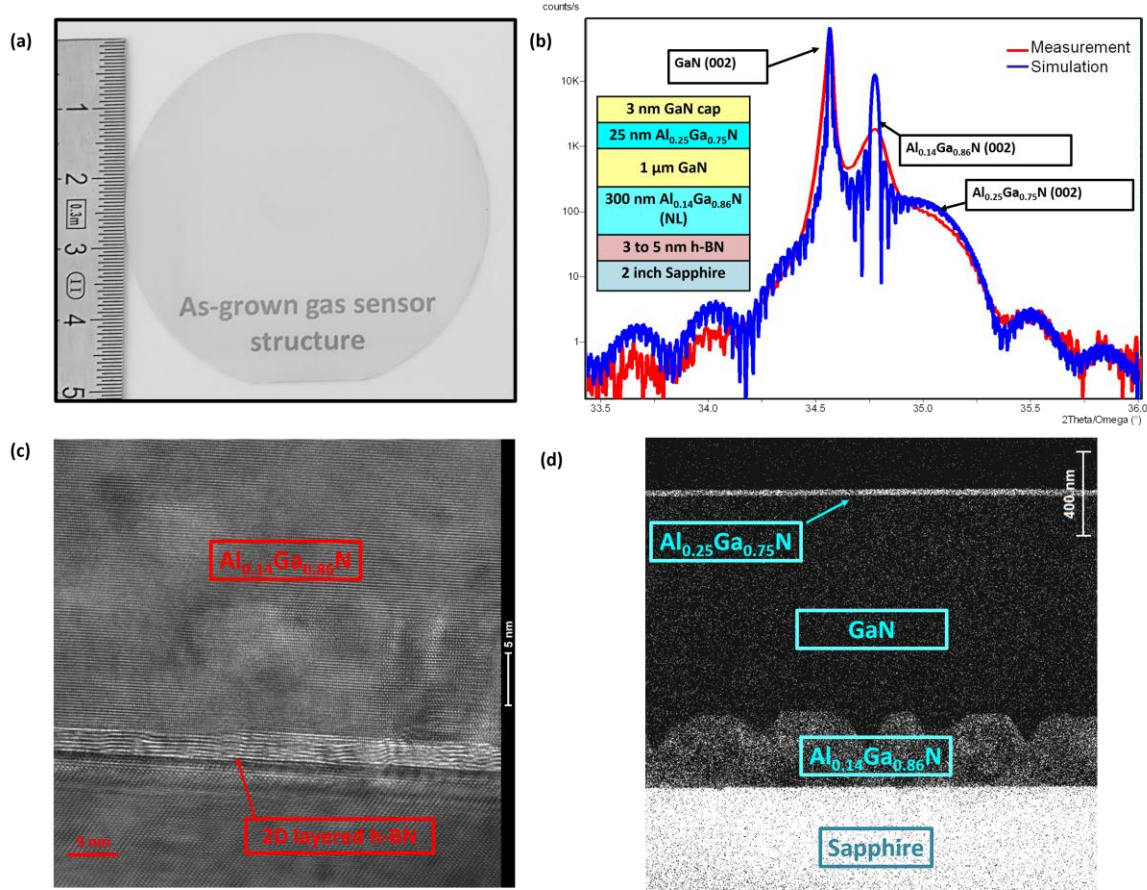 (a)
1
2
0.3m
3
II
4
5
As-grown gas sensor
structure
(b)
counts/s
10K
1K
100
10
1
33.5
34.0
34.5
35.0
35.5
36.0
2Theta/Omega (°)
GaN (002)
Measurement
Simulation
Al0.14Ga0.86N (002)
Al0.25Ga0.75N (002)
3 nm GaN cap
25 nm Al0.25Ga0.75N
1 µm GaN
300 nm Al0.14Ga0.86N
(NL)
3 to 5 nm h-BN
2 inch Sapphire
(c)
Al0.14Ga0.86N
5 nm
2D layered h-BN
5 nm
(d)
400 nm
Al0.25Ga0.75N
GaN
Al0.14Ga0.86N
Sapphire